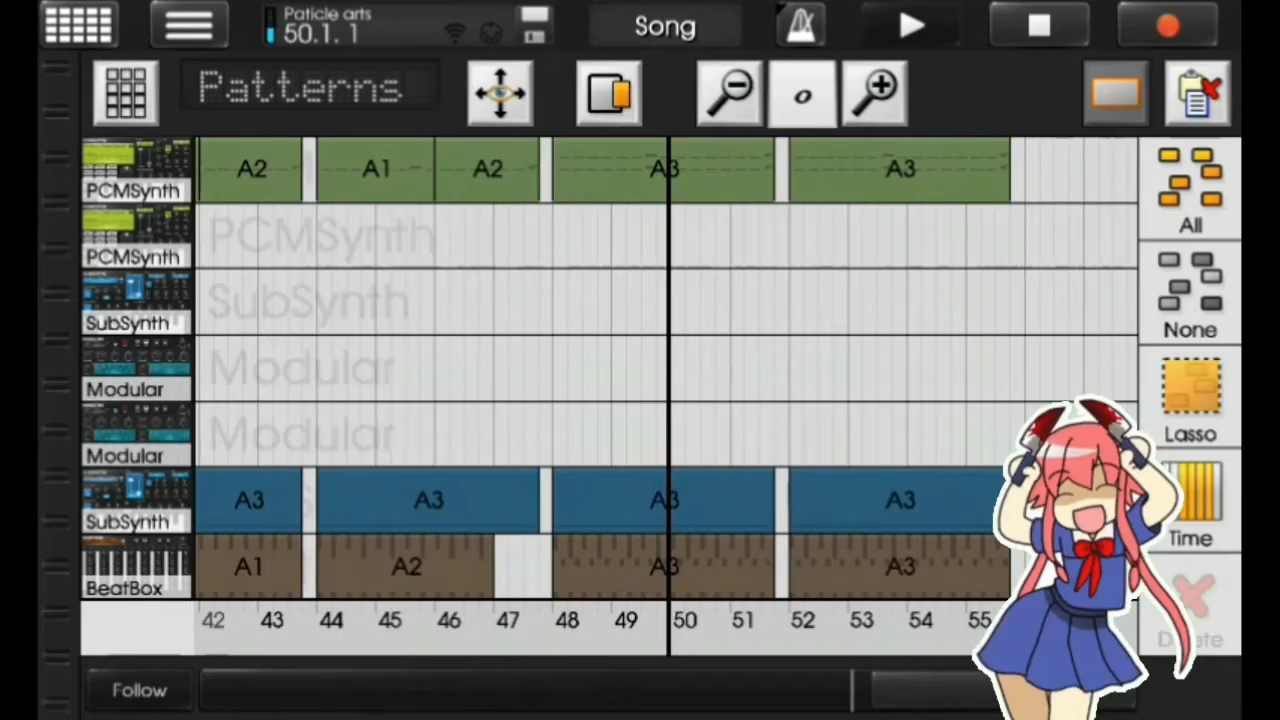 Paticle arts
50.1. 1
Song
Patterns
o
PCMSynth
A2 A1 A2 A3 A3
All
PCMSynth
PCMSynth
SubSynth
SubSynth
None
Modular
Modular
Modular
Modular
Lasso
SubSynth
A3 A3 A3 A3
Time
BeatBox
A1 A2 A3 A3
42 43 44 45 46 47 48 49 50 51 52 53 54 55
Follow